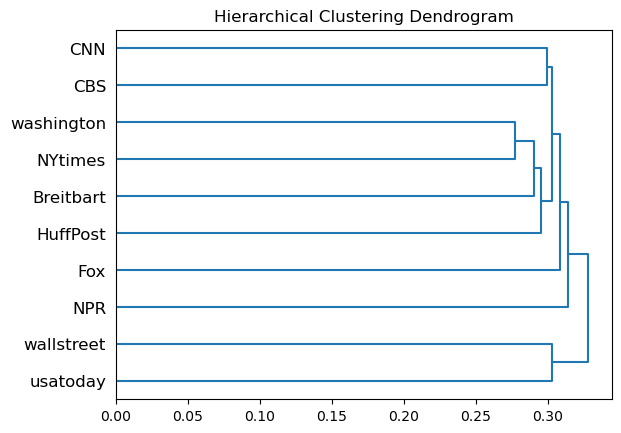 Hierarchical Clustering Dendrogram
CNN
CBS
washington
NYtimes
Breitbart
HuffPost
Fox
NPR
wallstreet
usatoday
0.00 0.05 0.10 0.15 0.20 0.25 0.30